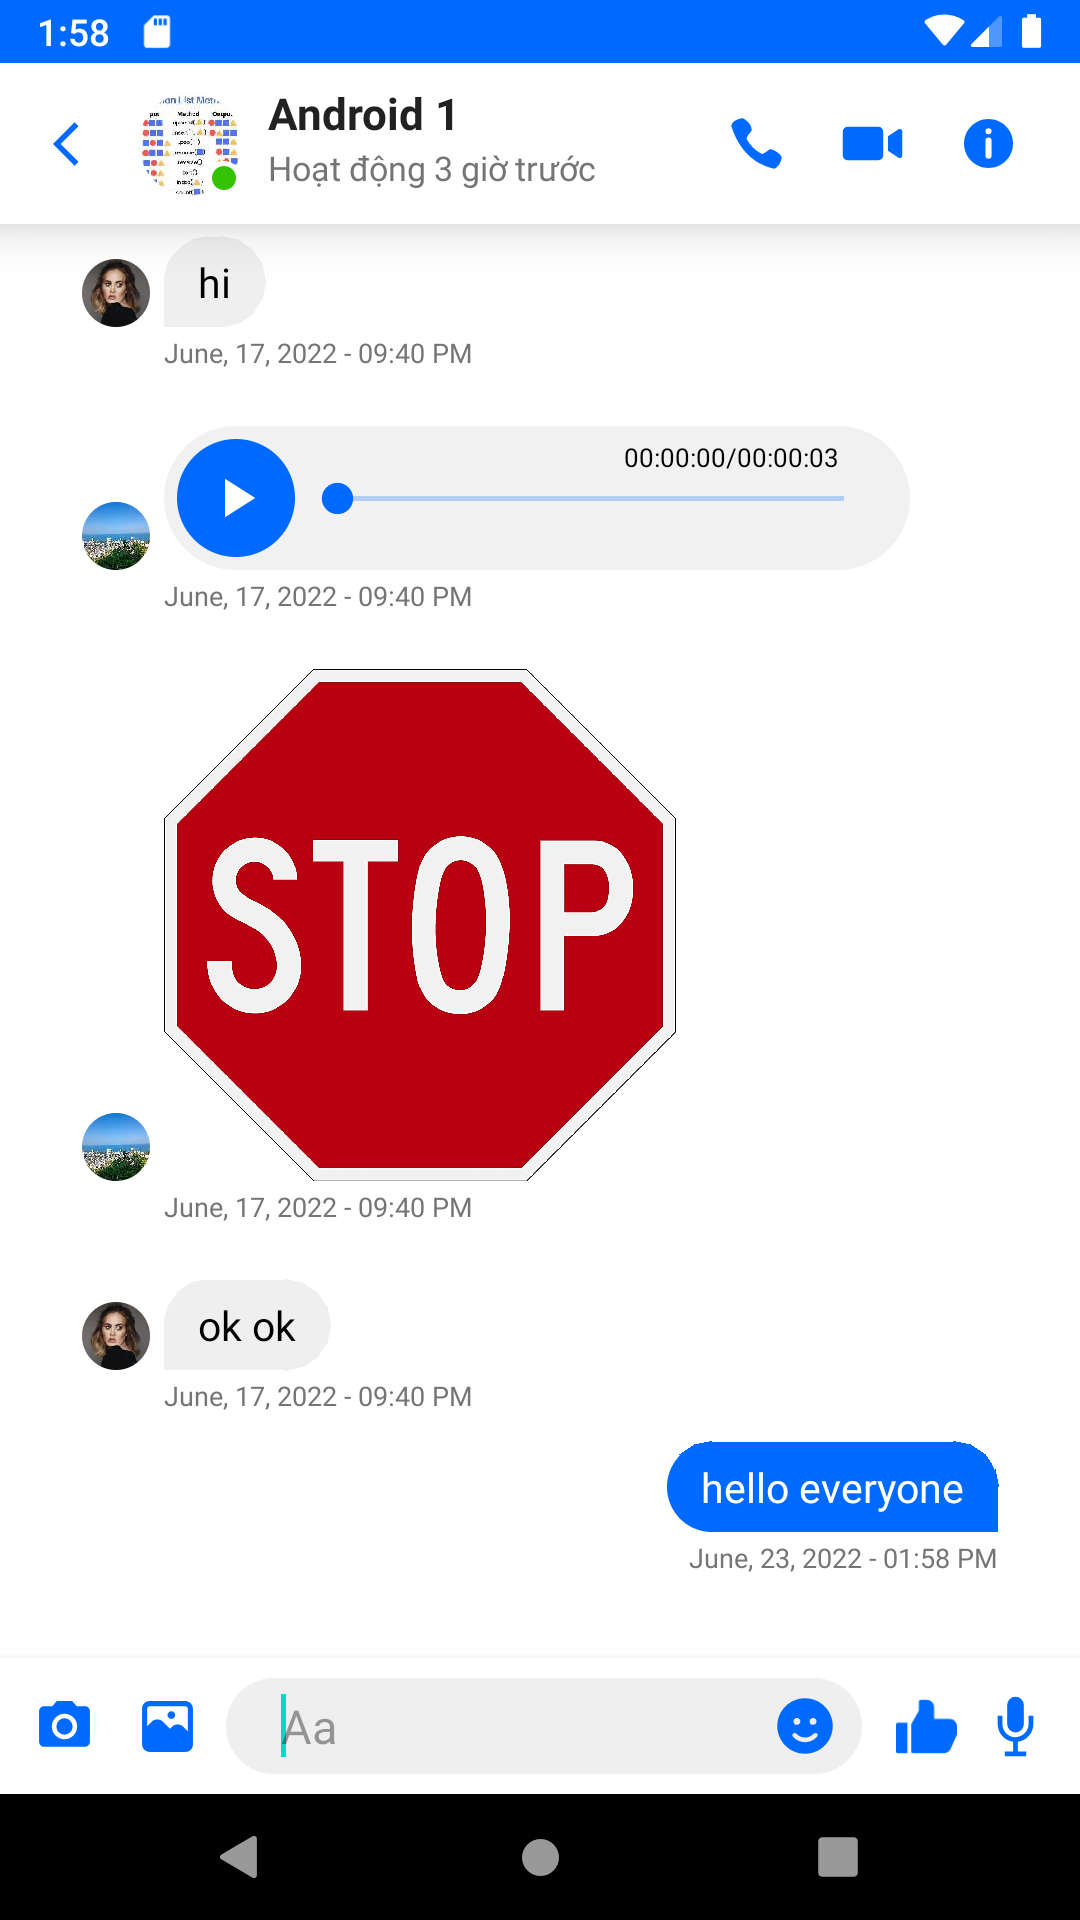 1:58
Android 1
Hoạt động 3 giờ trước
hi
June, 17, 2022 - 09:40 PM
00:00:00/00:00:03
June, 17, 2022 - 09:40 PM
STOP
June, 17, 2022 - 09:40 PM
ok ok
June, 17, 2022 - 09:40 PM
hello everyone
June, 23, 2022 - 01:58 PM
Aa